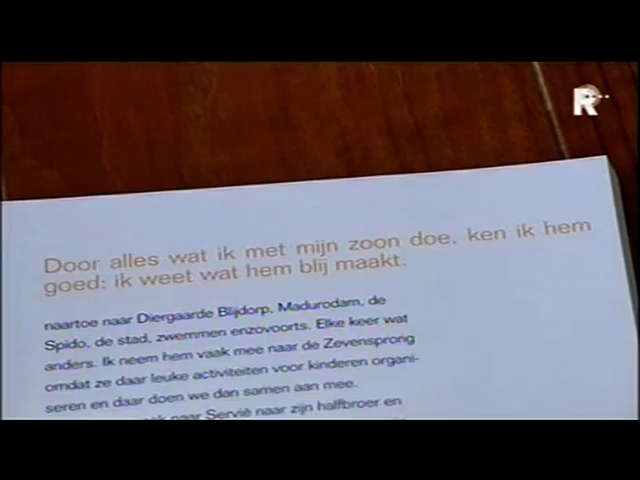 R
Door alles wat ik met mijn zoon doe, ken ik hem
goed: ik weet wat hem blij maakt.
naartoe naar Diergaarde Blijdorp, Madurodam, de
Spido, de stad, zwemmen enzovoorts. Elke keer wat
anders. Ik neem hem vaak mee naar de Zevensprong
omdat ze daar leuke activiteiten voor kinderen organi-
seren en daar doen we dan samen aan mee.
naar Servië naar zijn halfbroer en